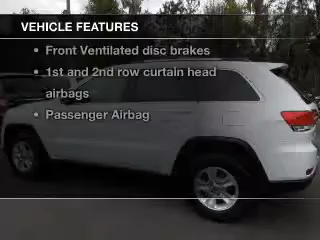 VEHICLE FEATURES
• Front Ventilated disc brakes
• 1st and 2nd row curtain head
airbags
• Passenger Airbag